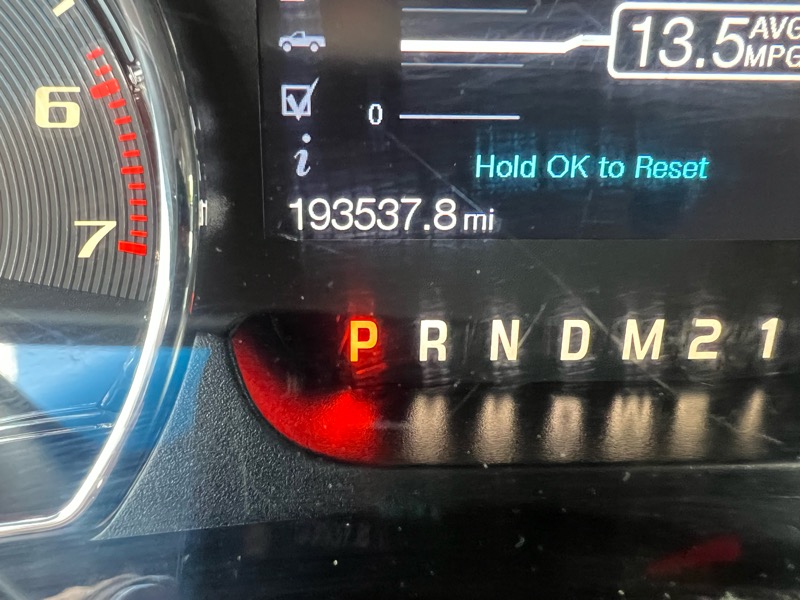 13.5 AVG
MPG
0
i
Hold OK to Reset
193537.8 mi
6
7
P R N D M 2 1